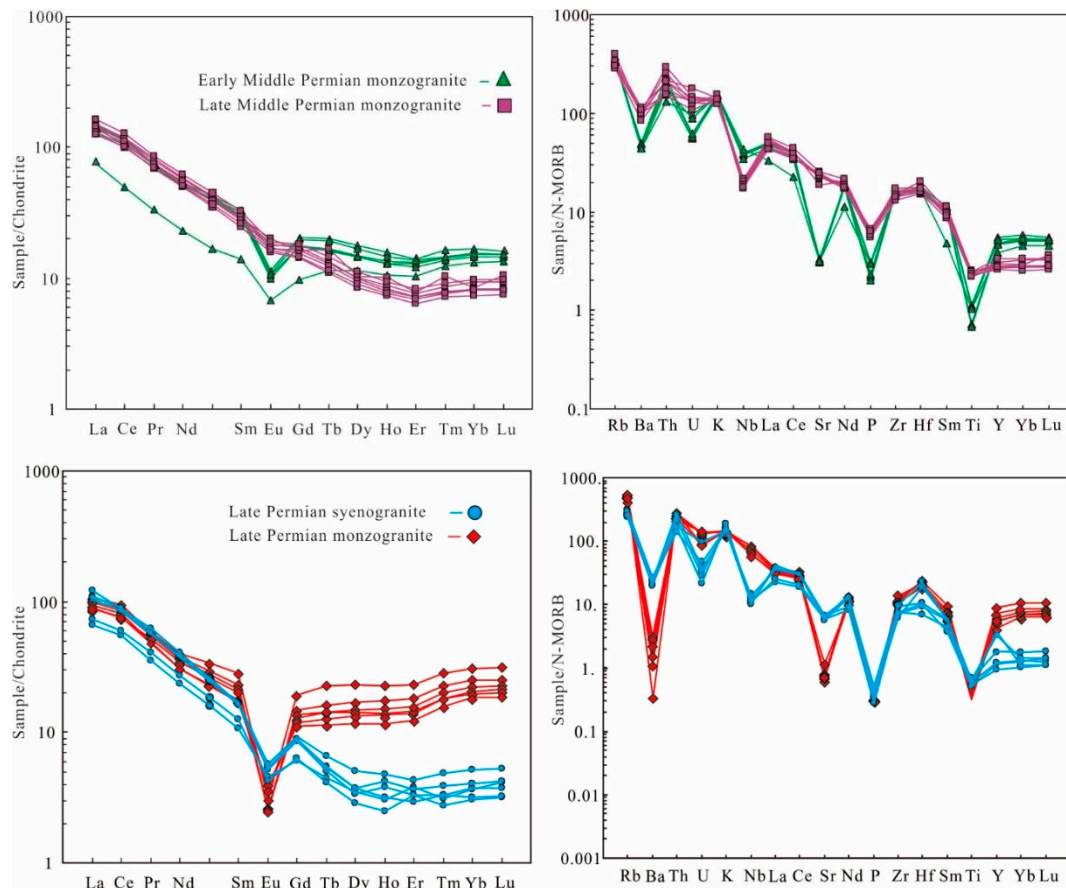 1000
100
10
1
Sample/Chondrite
Early Middle Permian monzogranite
Late Middle Permian monzogranite
La Ce Pr Nd Sm Eu Gd Tb Dy Ho Er Tm Yb Lu
1000
100
10
1
0.1
Sample/N-MORB
Rb Ba Th U K Nb La Ce Sr Nd P Zr Hf Sm Ti Y Yb Lu
1000
100
10
1
Sample/Chondrite
Late Permian syenogranite
Late Permian monzogranite
La Ce Pr Nd Sm Eu Gd Tb Dy Ho Er Tm Yb Lu
1000.
100.
10.
1.
0.1
0.01
0.001
Sample/N-MORB
Rb Ba Th U K Nb La Ce Sr Nd P Zr Hf Sm Ti Y Yb Lu